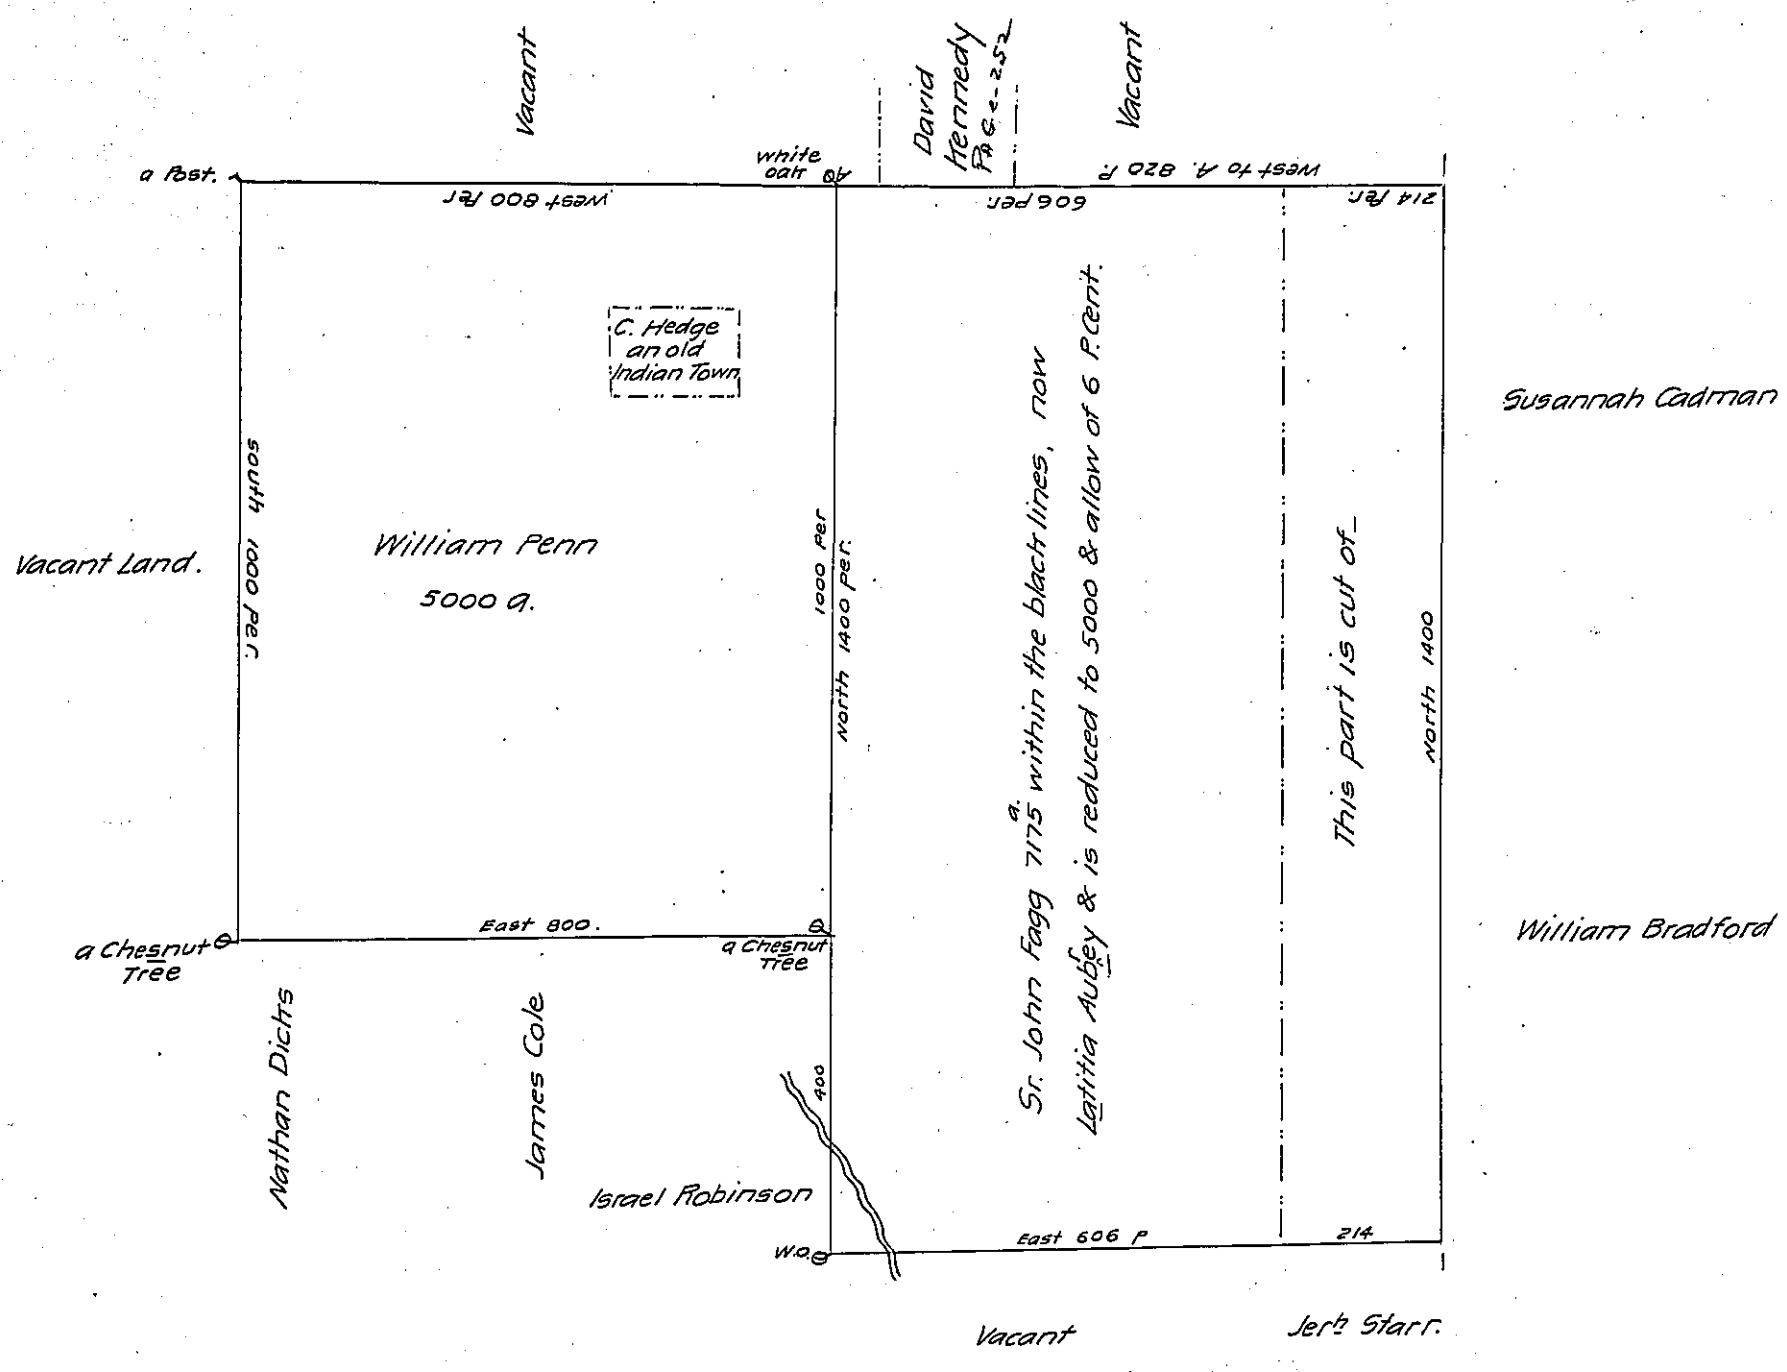 Vacant
David
Kennedy
PAGe-252
Vacant
a Post.
white
oak
A
West to A. 820 P.
West 800 Per
606 Per.
214 Per.
C. Hedge
an old
Indian Town
Susannah Cadman
South 1000 Per.
Vacant Land.
William Penn
5000 a.
1000 Per
North 1400 Per.
Sr. John Fagg 7175 a. within the black lines, now
Latitia Aubrey & is reduced to 5000 & allow of 6 P. Cent.
This part is cut of
North 1400
East 800.
a Chesnut
Tree
a Chesnut
Tree
William Bradford
Nathan Dicks
James Cole
400
Israel Robinson
W.O.
East 606 P
214
Vacant
Jerh Starr.